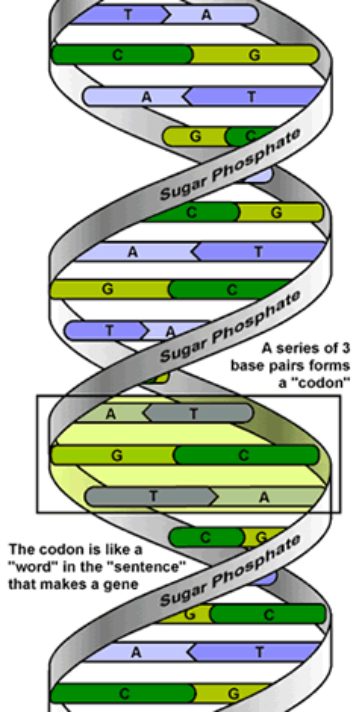 T A
C G
A T
G C
Sugar Phosphate
C G
A T
G C
Sugar Phosphate
T A
A series of 3
base pairs forms
a "codon"
A T
G C
T A
C G
The codon is like a
"word" in the "sentence"
that makes a gene
Sugar Phosphate
G C
A T
C G